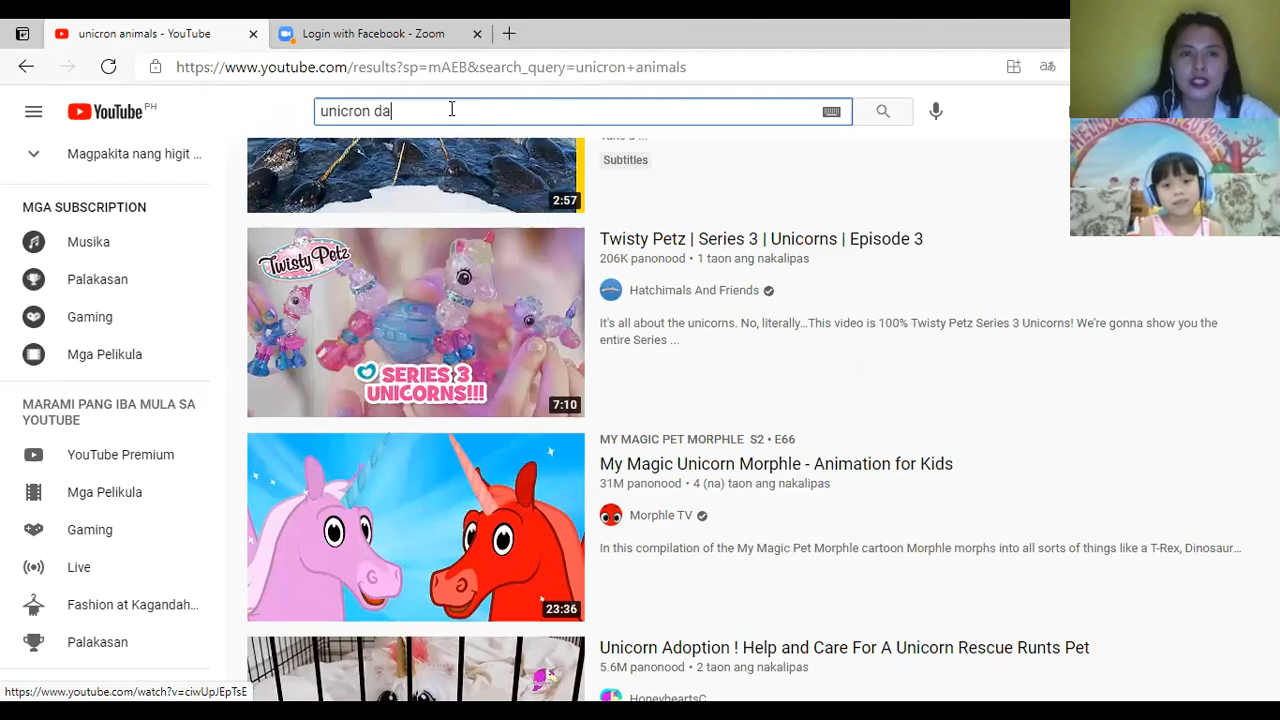 unicron animals - YouTube
Login with Facebook - Zoom
https://www.youtube.com/results?sp=mAEB&search_query=unicron+animals
YouTube PH
unicron da
Magpakita nang higit ...
Subtitles
2:57
MGA SUBSCRIPTION
Musika
Palakasan
Gaming
Mga Pelikula
MARAMI PANG IBA MULA SA
YOUTUBE
YouTube Premium
Mga Pelikula
Gaming
Live
Fashion at Kagandah...
Palakasan
Twisty Petz
SERIES 3
UNICORNS!!!
7:10
Twisty Petz | Series 3 | Unicorns | Episode 3
206K panonood • 1 taon ang nakalipas
Hatchimals And Friends
It's all about the unicorns. No, literally...This video is 100% Twisty Petz Series 3 Unicorns! We're gonna show you the
entire Series ...
23:36
MY MAGIC PET MORPHLE S2 • E66
My Magic Unicorn Morphle - Animation for Kids
31M panonood • 4 (na) taon ang nakalipas
Morphle TV
In this compilation of the My Magic Pet Morphle cartoon Morphle morphs into all sorts of things like a T-Rex, Dinosaur...
Unicorn Adoption ! Help and Care For A Unicorn Rescue Runts Pet
5.6M panonood • 2 taon ang nakalipas
HoneyheartsC
https://www.youtube.com/watch?v=ciwUpJEpTsE